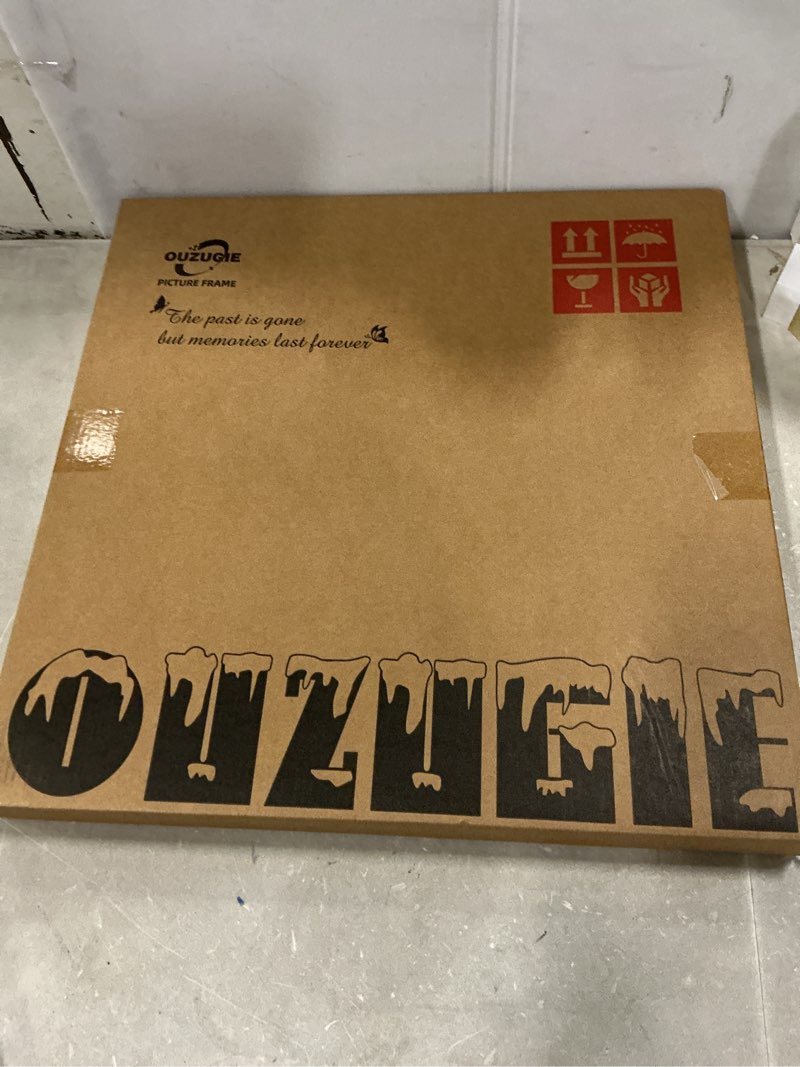 OUZUGIE
PICTURE FRAME
The past is gone
but memories last forever
OUZUGIE